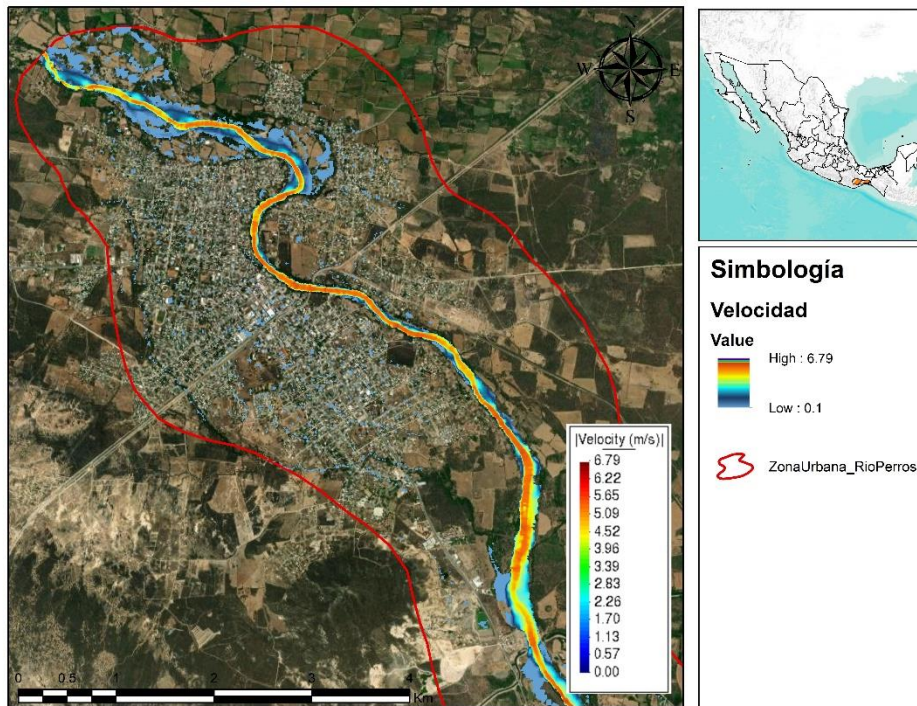 N
W
E
S
|Velocity (m/s)|
6.79
6.22
5.65
5.09
4.52
3.96
3.39
2.83
2.26
1.70
1.13
0.57
0.00
0 0.5 1 2 3 4
Km
Simbología
Velocidad
Value
High : 6.79
Low : 0.1
ZonaUrbana_RioPerros